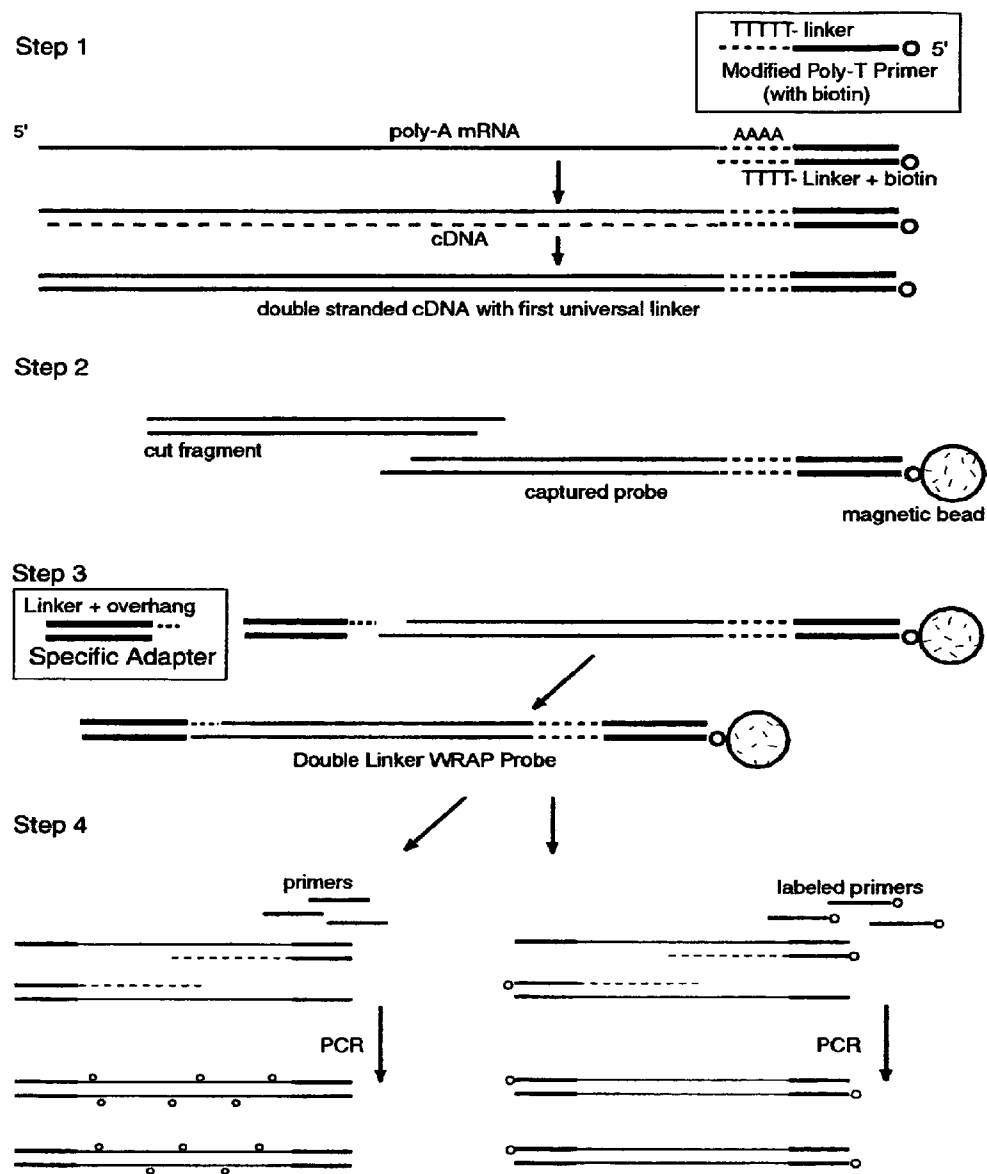 Step 1
TTTTT- linker
5'
Modified Poly-T Primer
(with biotin)
5'
poly-A mRNA
AAAA
TTTT- Linker + biotin
cDNA
double stranded cDNA with first universal linker
Step 2
cut fragment
captured probe
magnetic bead
Step 3
Linker + overhang
Specific Adapter
Double Linker WRAP Probe
Step 4
primers
labeled primers
PCR
PCR